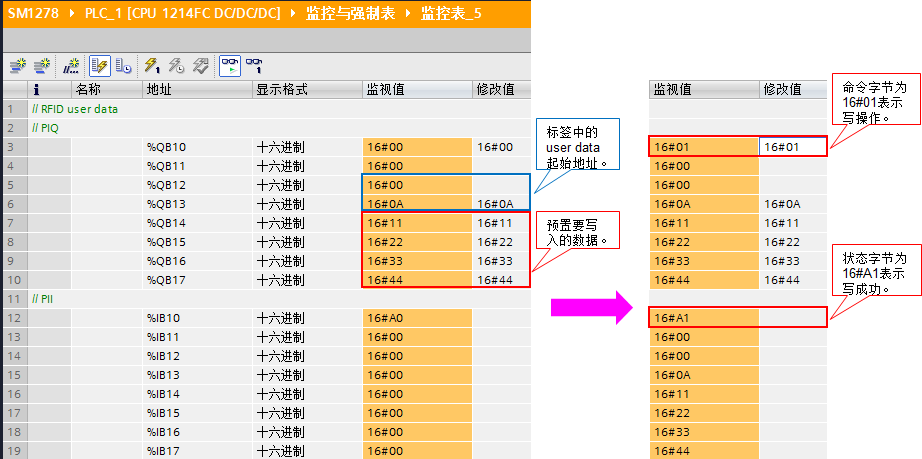 SM1278 ▸ PLC_1 [CPU 1214FC DC/DC/DC] ▸ 监控与强制表 ▸ 监控表_5
i 名称 地址 显示格式 监视值 修改值 监视值 修改值
1 // RFID user data
2 // PIQ
3 %QB10 十六进制 16#00 16#00 16#01 16#01
4 %QB11 十六进制 16#00 16#00
5 %QB12 十六进制 16#00 16#00
6 %QB13 十六进制 16#0A 16#0A 16#0A 16#0A
7 %QB14 十六进制 16#11 16#11 16#11 16#11
8 %QB15 十六进制 16#22 16#22 16#22 16#22
9 %QB16 十六进制 16#33 16#33 16#33 16#33
10 %QB17 十六进制 16#44 16#44 16#44 16#44
11 // PII
12 %IB10 十六进制 16#A0 16#A1
13 %IB11 十六进制 16#00 16#00
14 %IB12 十六进制 16#00 16#00
15 %IB13 十六进制 16#00 16#0A
16 %IB14 十六进制 16#00 16#11
17 %IB15 十六进制 16#00 16#22
18 %IB16 十六进制 16#00 16#33
19 %IB17 十六进制 16#00 16#44
标签中的
user data
起始地址。
预置要写
入的数据。
命令字节为
16#01表示
写操作。
状态字节为
16#A1表示
写成功。